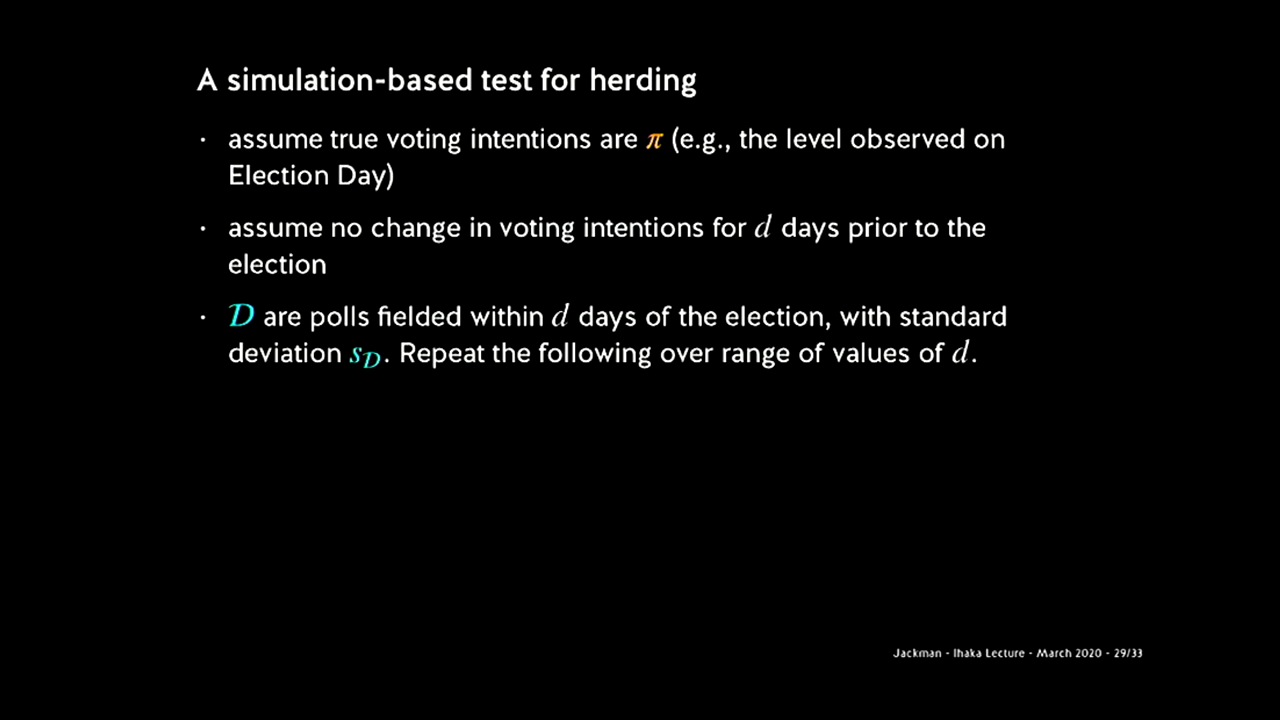 A simulation-based test for herding
· assume true voting intentions are π (e.g., the level observed on
Election Day)
· assume no change in voting intentions for d days prior to the
election
· 𝒟 are polls fielded within d days of the election, with standard
deviation s𝒟. Repeat the following over range of values of d.
Jackman - Ihaka Lecture - March 2020 - 29/33